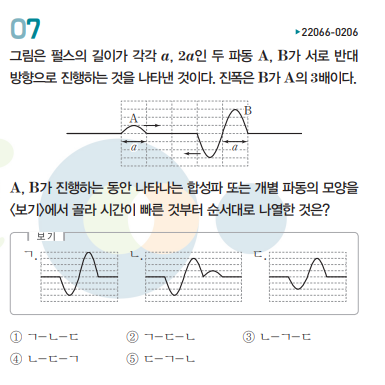 07
▶22066-0206
그림은 펄스의 길이가 각각 a, 2a인 두 파동 A, B가 서로 반대
방향으로 진행하는 것을 나타낸 것이다. 진폭은 B가 A의 3배이다.
A
B
a
a
A, B가 진행하는 동안 나타나는 합성파 또는 개별 파동의 모양을
<보기>에서 골라 시간이 빠른 것부터 순서대로 나열한 것은?
보기
ㄱ. ㄴ. ㄷ.
① ㄱ-ㄴ-ㄷ ② ㄱ-ㄷ-ㄴ ③ ㄴ-ㄱ-ㄷ
④ ㄴ-ㄷ-ㄱ ⑤ ㄷ-ㄱ-ㄴ